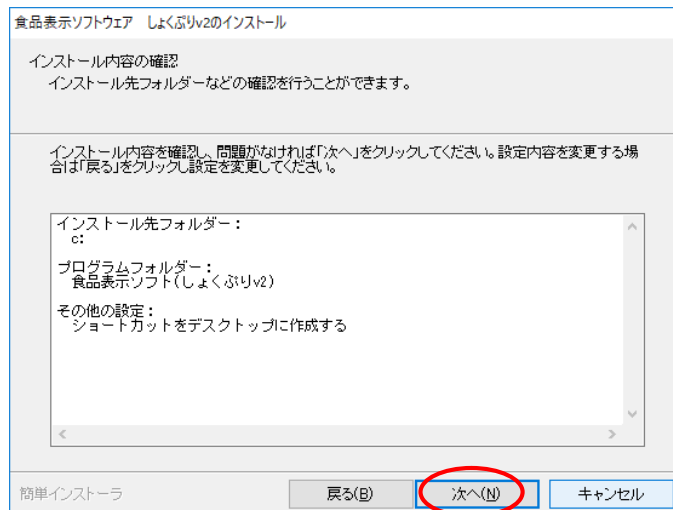 食品表示ソフトウェア　しょくぷりv2のインストール
インストール内容の確認
インストール先フォルダーなどの確認を行うことができます。
インストール内容を確認し、問題がなければ「次へ」をクリックしてください。設定内容を変更する場
合は「戻る」をクリックし設定を変更してください。
インストール先フォルダー：
c:
プログラムフォルダー：
食品表示ソフト(しょくぷりv2)
その他の設定：
ショートカットをデスクトップに作成する
簡単インストーラ
戻る(B)
次へ(N)
キャンセル